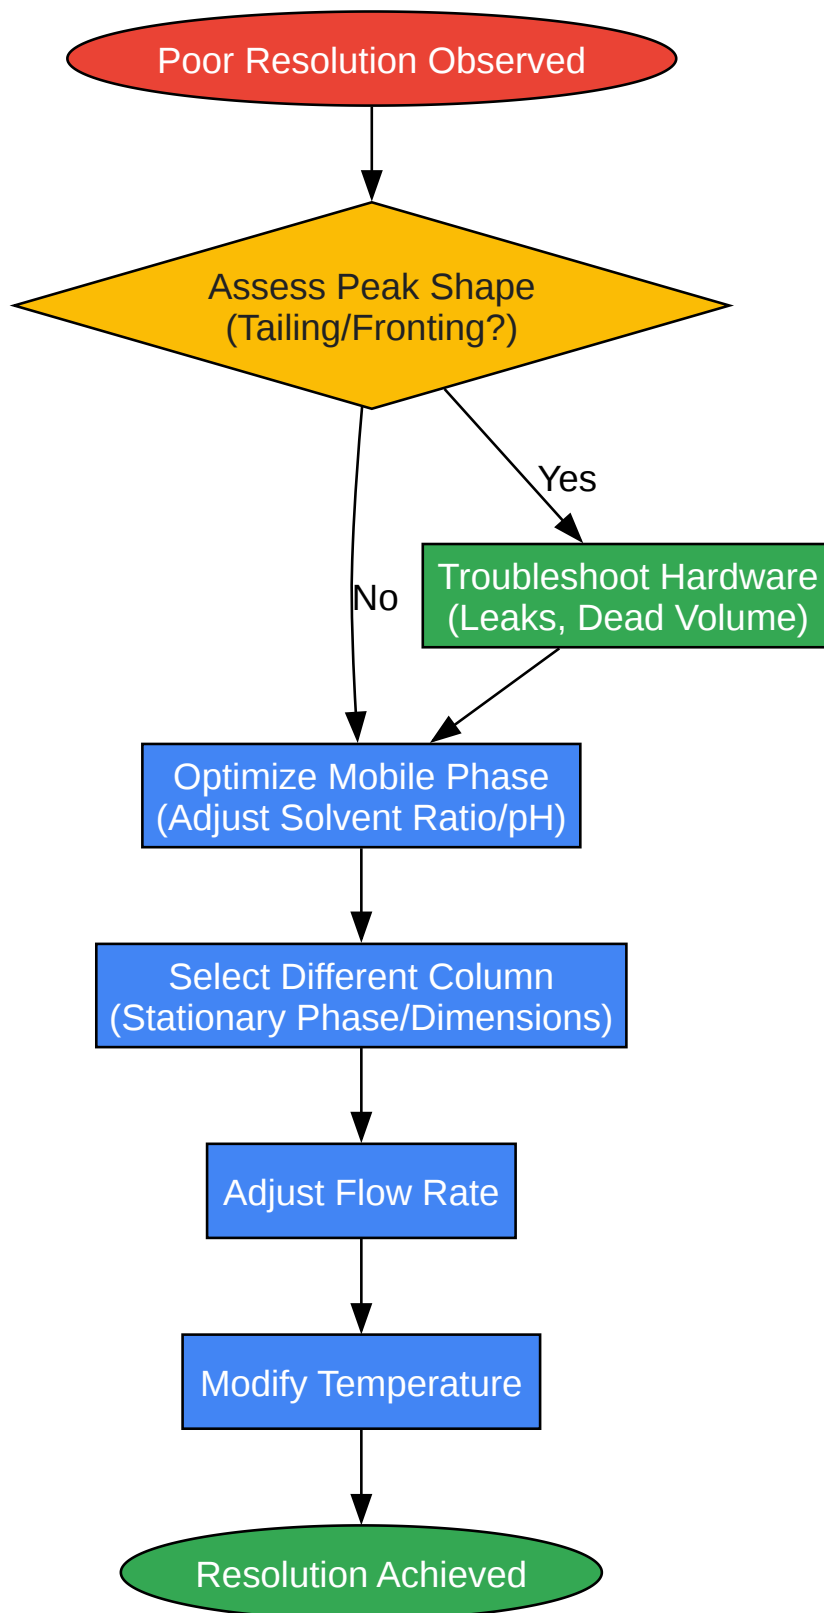 Poor Resolution Observed
Assess Peak Shape
(Tailing/Fronting?)
Yes
Troubleshoot Hardware
(Leaks, Dead Volume)
No
Optimize Mobile Phase
(Adjust Solvent Ratio/pH)
Select Different Column
(Stationary Phase/Dimensions)
Adjust Flow Rate
Modify Temperature
Resolution Achieved